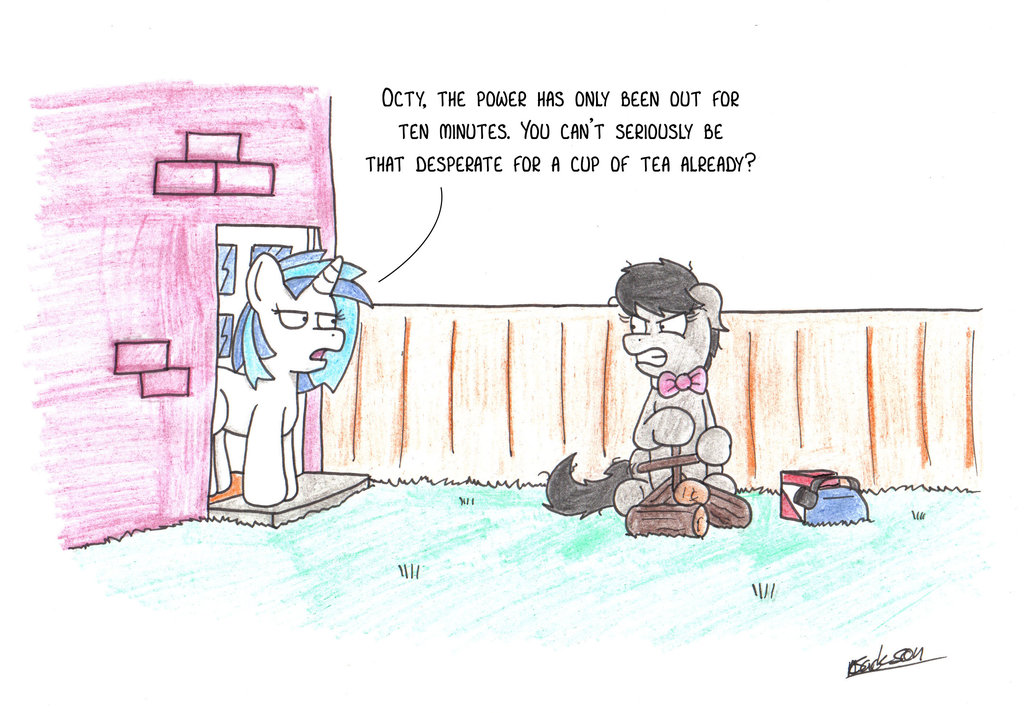 Octy, the power has only been out for
ten minutes. You can't seriously be
that desperate for a cup of tea already?